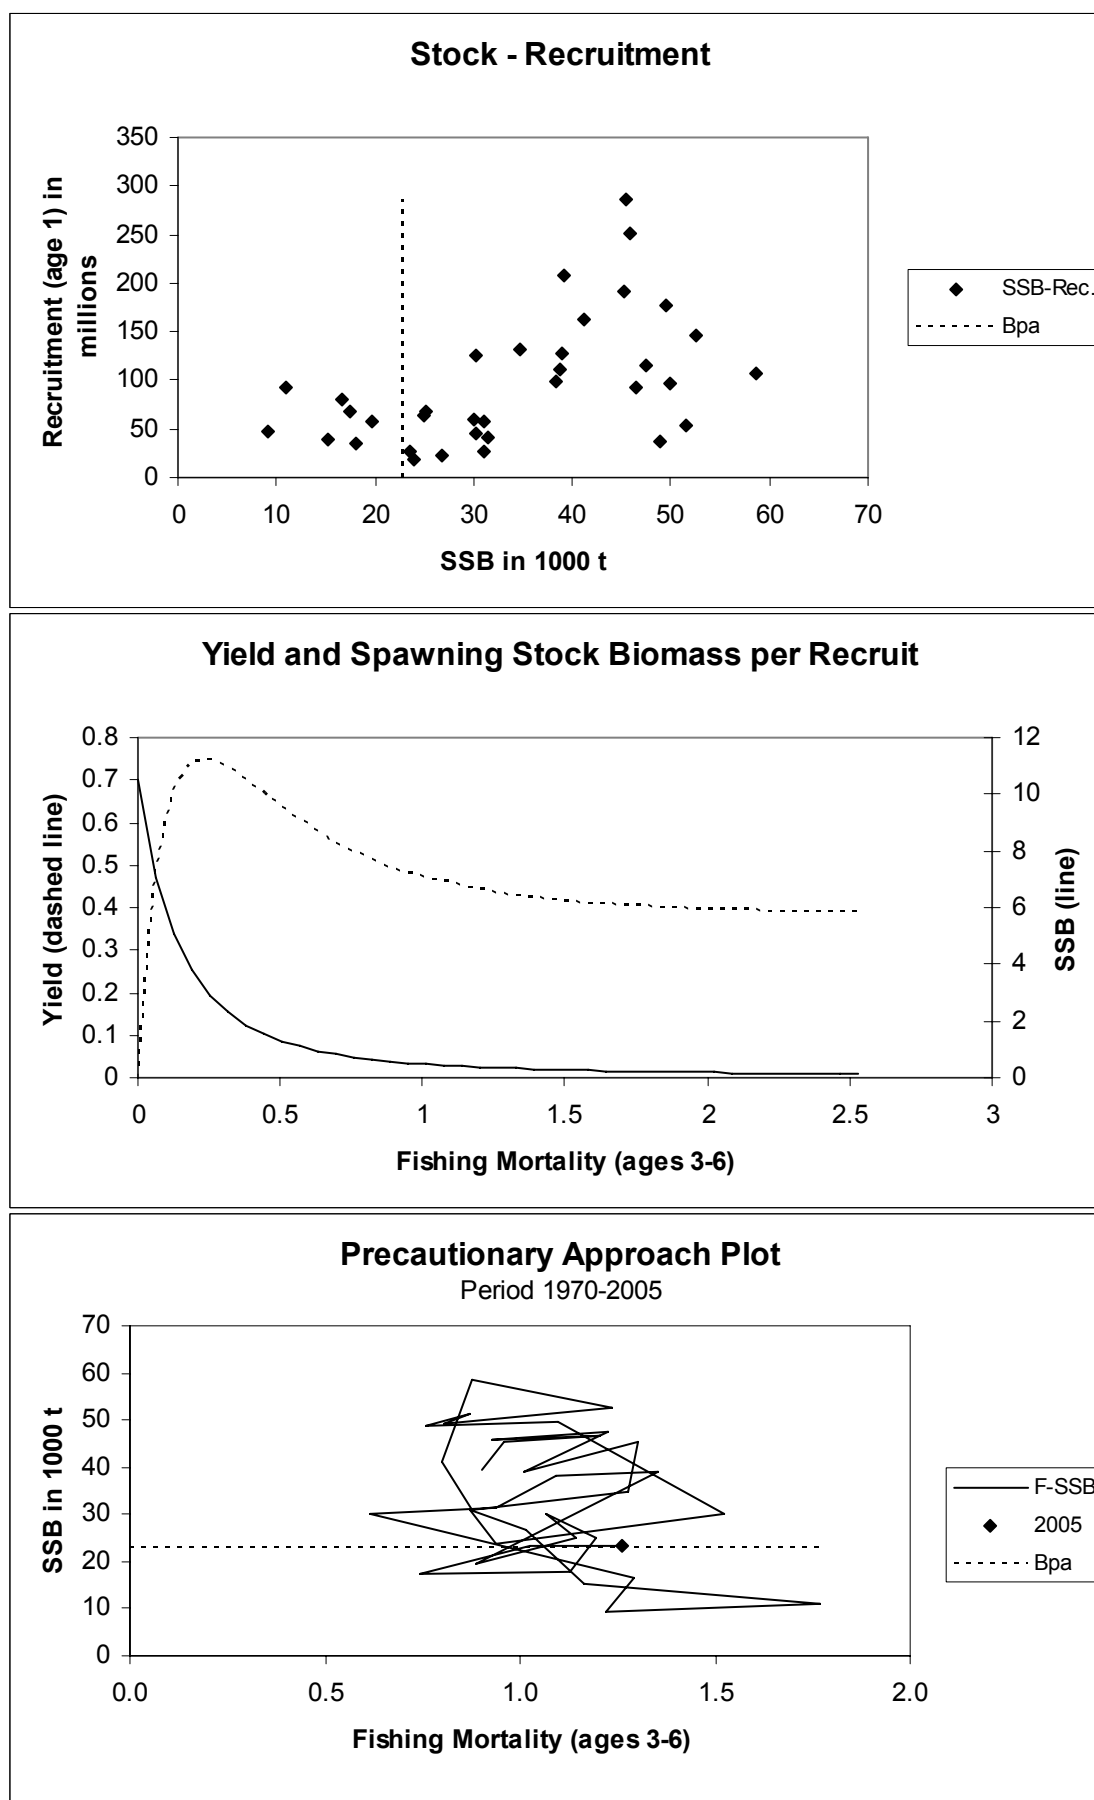 Stock - Recruitment
Recruitment (age 1) in
millions
350
300
250
200
150
100
50
0
0 10 20 30 40 50 60 70
SSB in 1000 t
SSB-Rec.
Bpa
Yield and Spawning Stock Biomass per Recruit
Yield (dashed line)
0.8
0.7
0.6
0.5
0.4
0.3
0.2
0.1
0
12
10
8
6
4
2
0
SSB (line)
0 0.5 1 1.5 2 2.5 3
Fishing Mortality (ages 3-6)
Precautionary Approach Plot
Period 1970-2005
SSB in 1000 t
70
60
50
40
30
20
10
0
0.0 0.5 1.0 1.5 2.0
Fishing Mortality (ages 3-6)
F-SSB
2005
Bpa